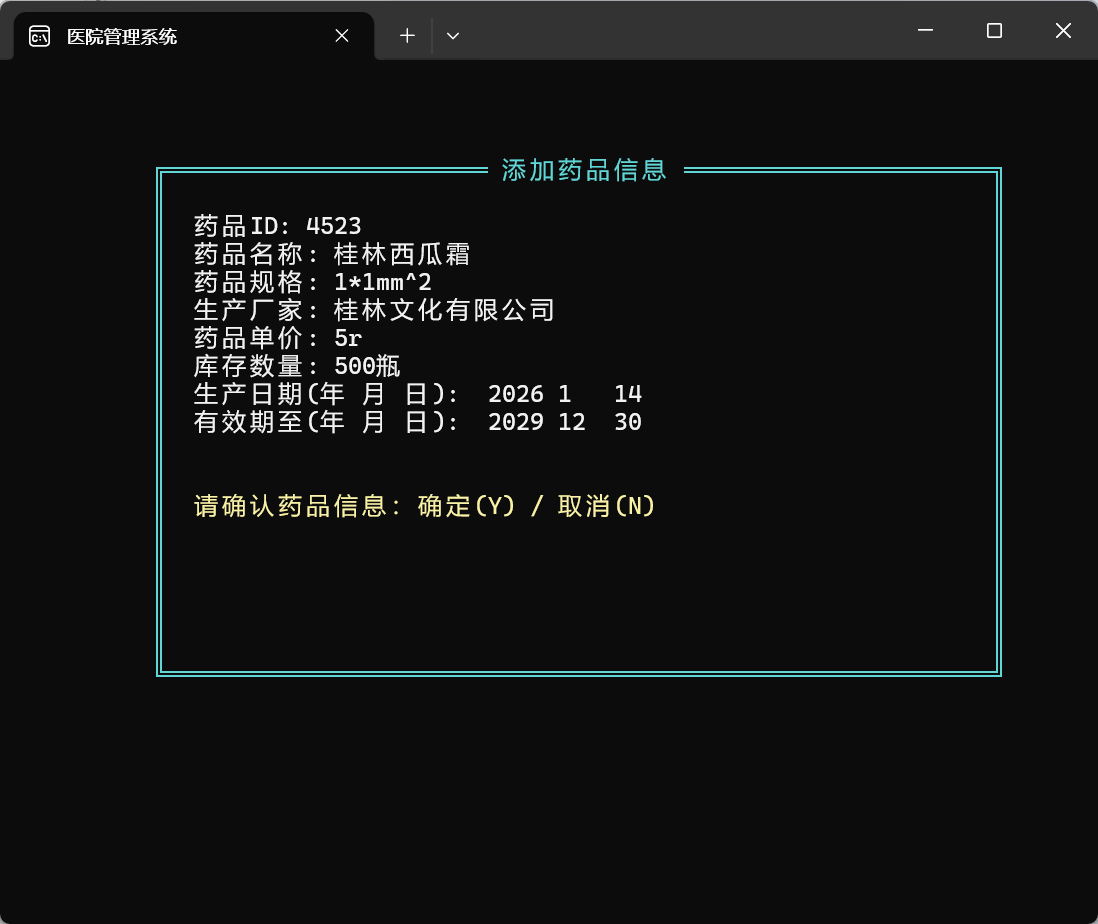 医院管理系统
添加药品信息
药品ID: 4523
药品名称: 桂林西瓜霜
药品规格: 1*1mm^2
生产厂家: 桂林文化有限公司
药品单价: 5r
库存数量: 500瓶
生产日期(年 月 日): 2026 1 14
有效期至(年 月 日): 2029 12 30
请确认药品信息: 确定(Y) / 取消(N)